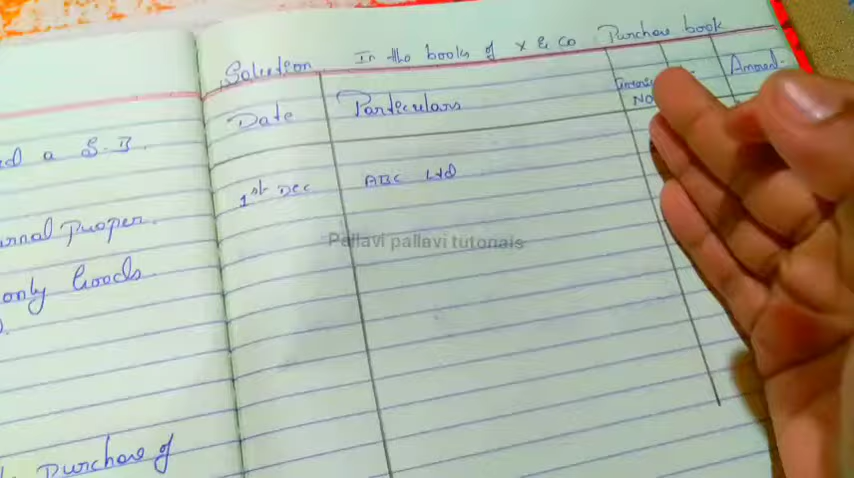 Solution In the books of X & Co Purchase book
Date Particulars Invoice No Amount
1st Dec ABC Ltd
Pallavi pallavi tutorials
a S.B.
Proper
only Goods
Purchase of